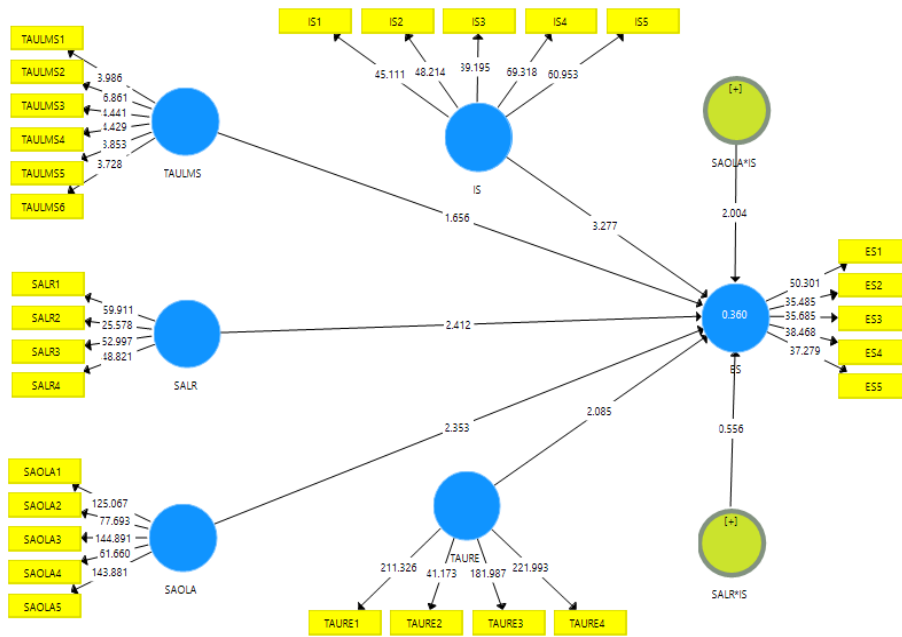 IS1
IS2
IS3
IS4
IS5
TAULMS1
TAULMS2
TAULMS3
TAULMS4
TAULMS5
TAULMS6
3.986
6.861
4.441
4.429
3.853
3.728
TAULMS
45.111
48.214
39.195
69.318
60.953
IS
[+]
SAOLA*IS
2.004
1.656
3.277
SALR1
SALR2
SALR3
SALR4
59.911
25.578
52.997
48.821
SALR
2.412
0.360
ES
50.301
35.485
35.685
38.468
37.279
ES1
ES2
ES3
ES4
ES5
2.353
2.085
0.556
SAOLA1
SAOLA2
SAOLA3
SAOLA4
SAOLA5
125.067
77.693
144.891
61.660
143.881
SAOLA
TAURE
211.326
41.173
181.987
221.993
TAURE1
TAURE2
TAURE3
TAURE4
[+]
SALR*IS